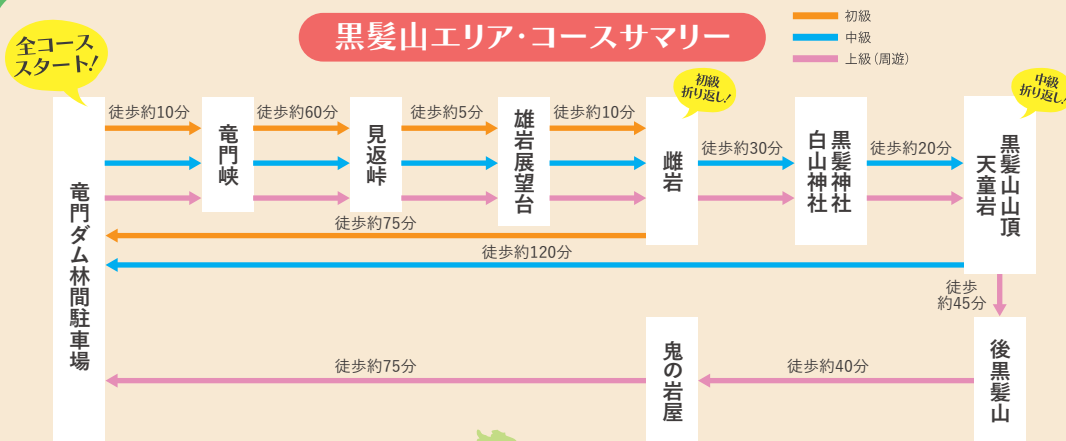 黒髪山エリア・コースサマリー
初級
中級
上級(周遊)
全コース
スタート!
初級
折り返し!
中級
折り返し!
徒歩約10分
徒歩約60分
徒歩約5分
徒歩約10分
徒歩約30分
徒歩約20分
竜門ダム林間駐車場
竜門峡
見返峠
雄岩展望台
雌岩
黒髪神社
白山神社
黒髪山山頂
天童岩
徒歩約75分
徒歩約120分
徒歩
約45分
徒歩約75分
鬼の岩屋
徒歩約40分
後黒髪山